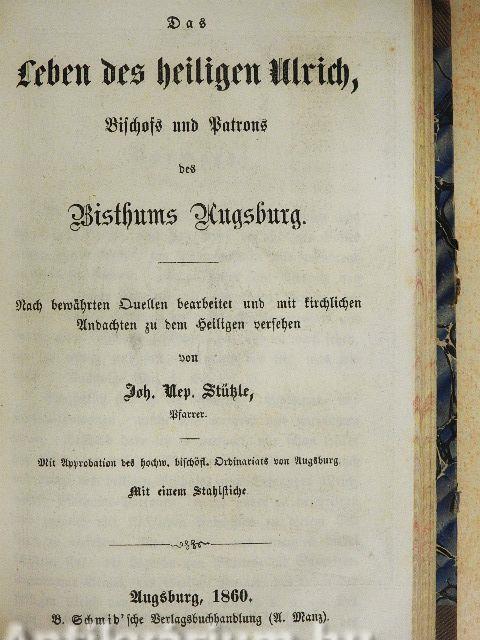 Das
Leben des heiligen Ulrich,
Bischofs und Patrons
des
Bisthums Augsburg.
Nach bewährten Quellen bearbeitet und mit kirchlichen
Andachten zu dem Heiligen versehen
von
Joh. Nep. Stützle,
Pfarrer.
Mit Approbation des hochw. bischöfl. Ordinariats von Augsburg.
Mit einem Stahlstiche
Augsburg, 1860.
B. Schmid'sche Verlagsbuchhandlung (A. Manz).